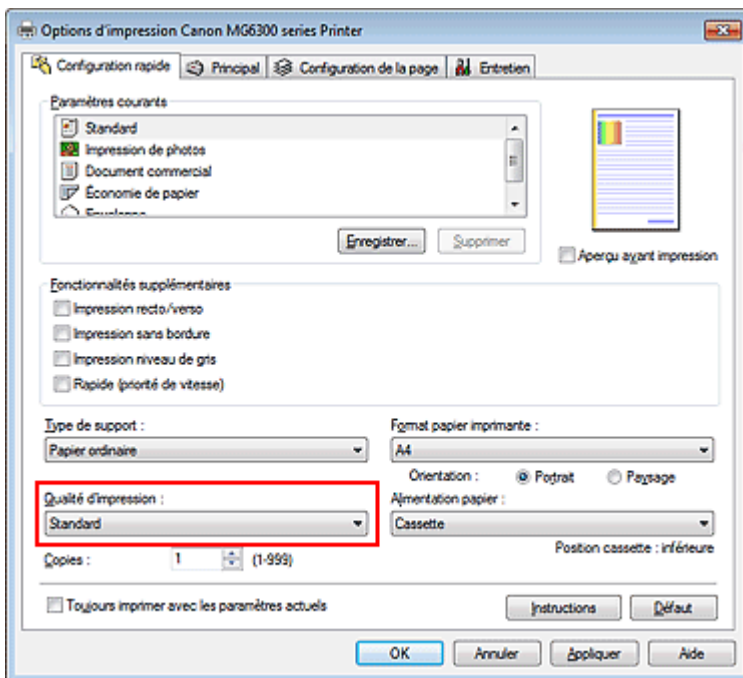 Options d'impression Canon MG6300 series Printer
Configuration rapide Principal Configuration de la page Entretien
Paramètres courants
Standard
Impression de photos
Document commercial
Économie de papier
Enregistrer... Supprimer
Aperçu avant impression
Fonctionnalités supplémentaires
Impression recto/verso
Impression sans bordure
Impression niveau de gris
Rapide (priorité de vitesse)
Type de support : Format papier imprimante :
Papier ordinaire A4
Orientation : Portrait Paysage
Qualité d'impression : Alimentation papier :
Standard Cassette
Position cassette : inférieure
Copies : 1 (1-999)
Toujours imprimer avec les paramètres actuels Instructions Défaut
OK Annuler Appliquer Aide